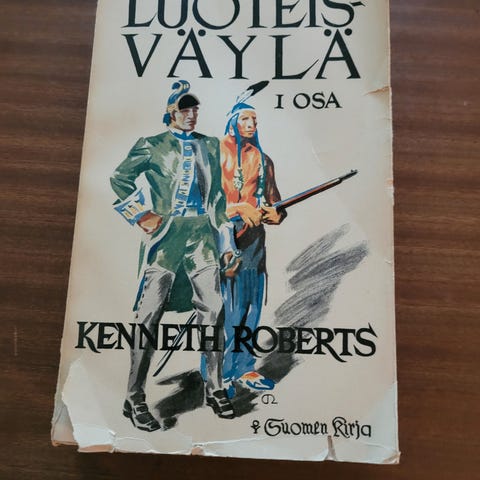 LUOTEIS-
VÄYLÄ
I OSA
KENNETH ROBERTS
Suomen Kirja